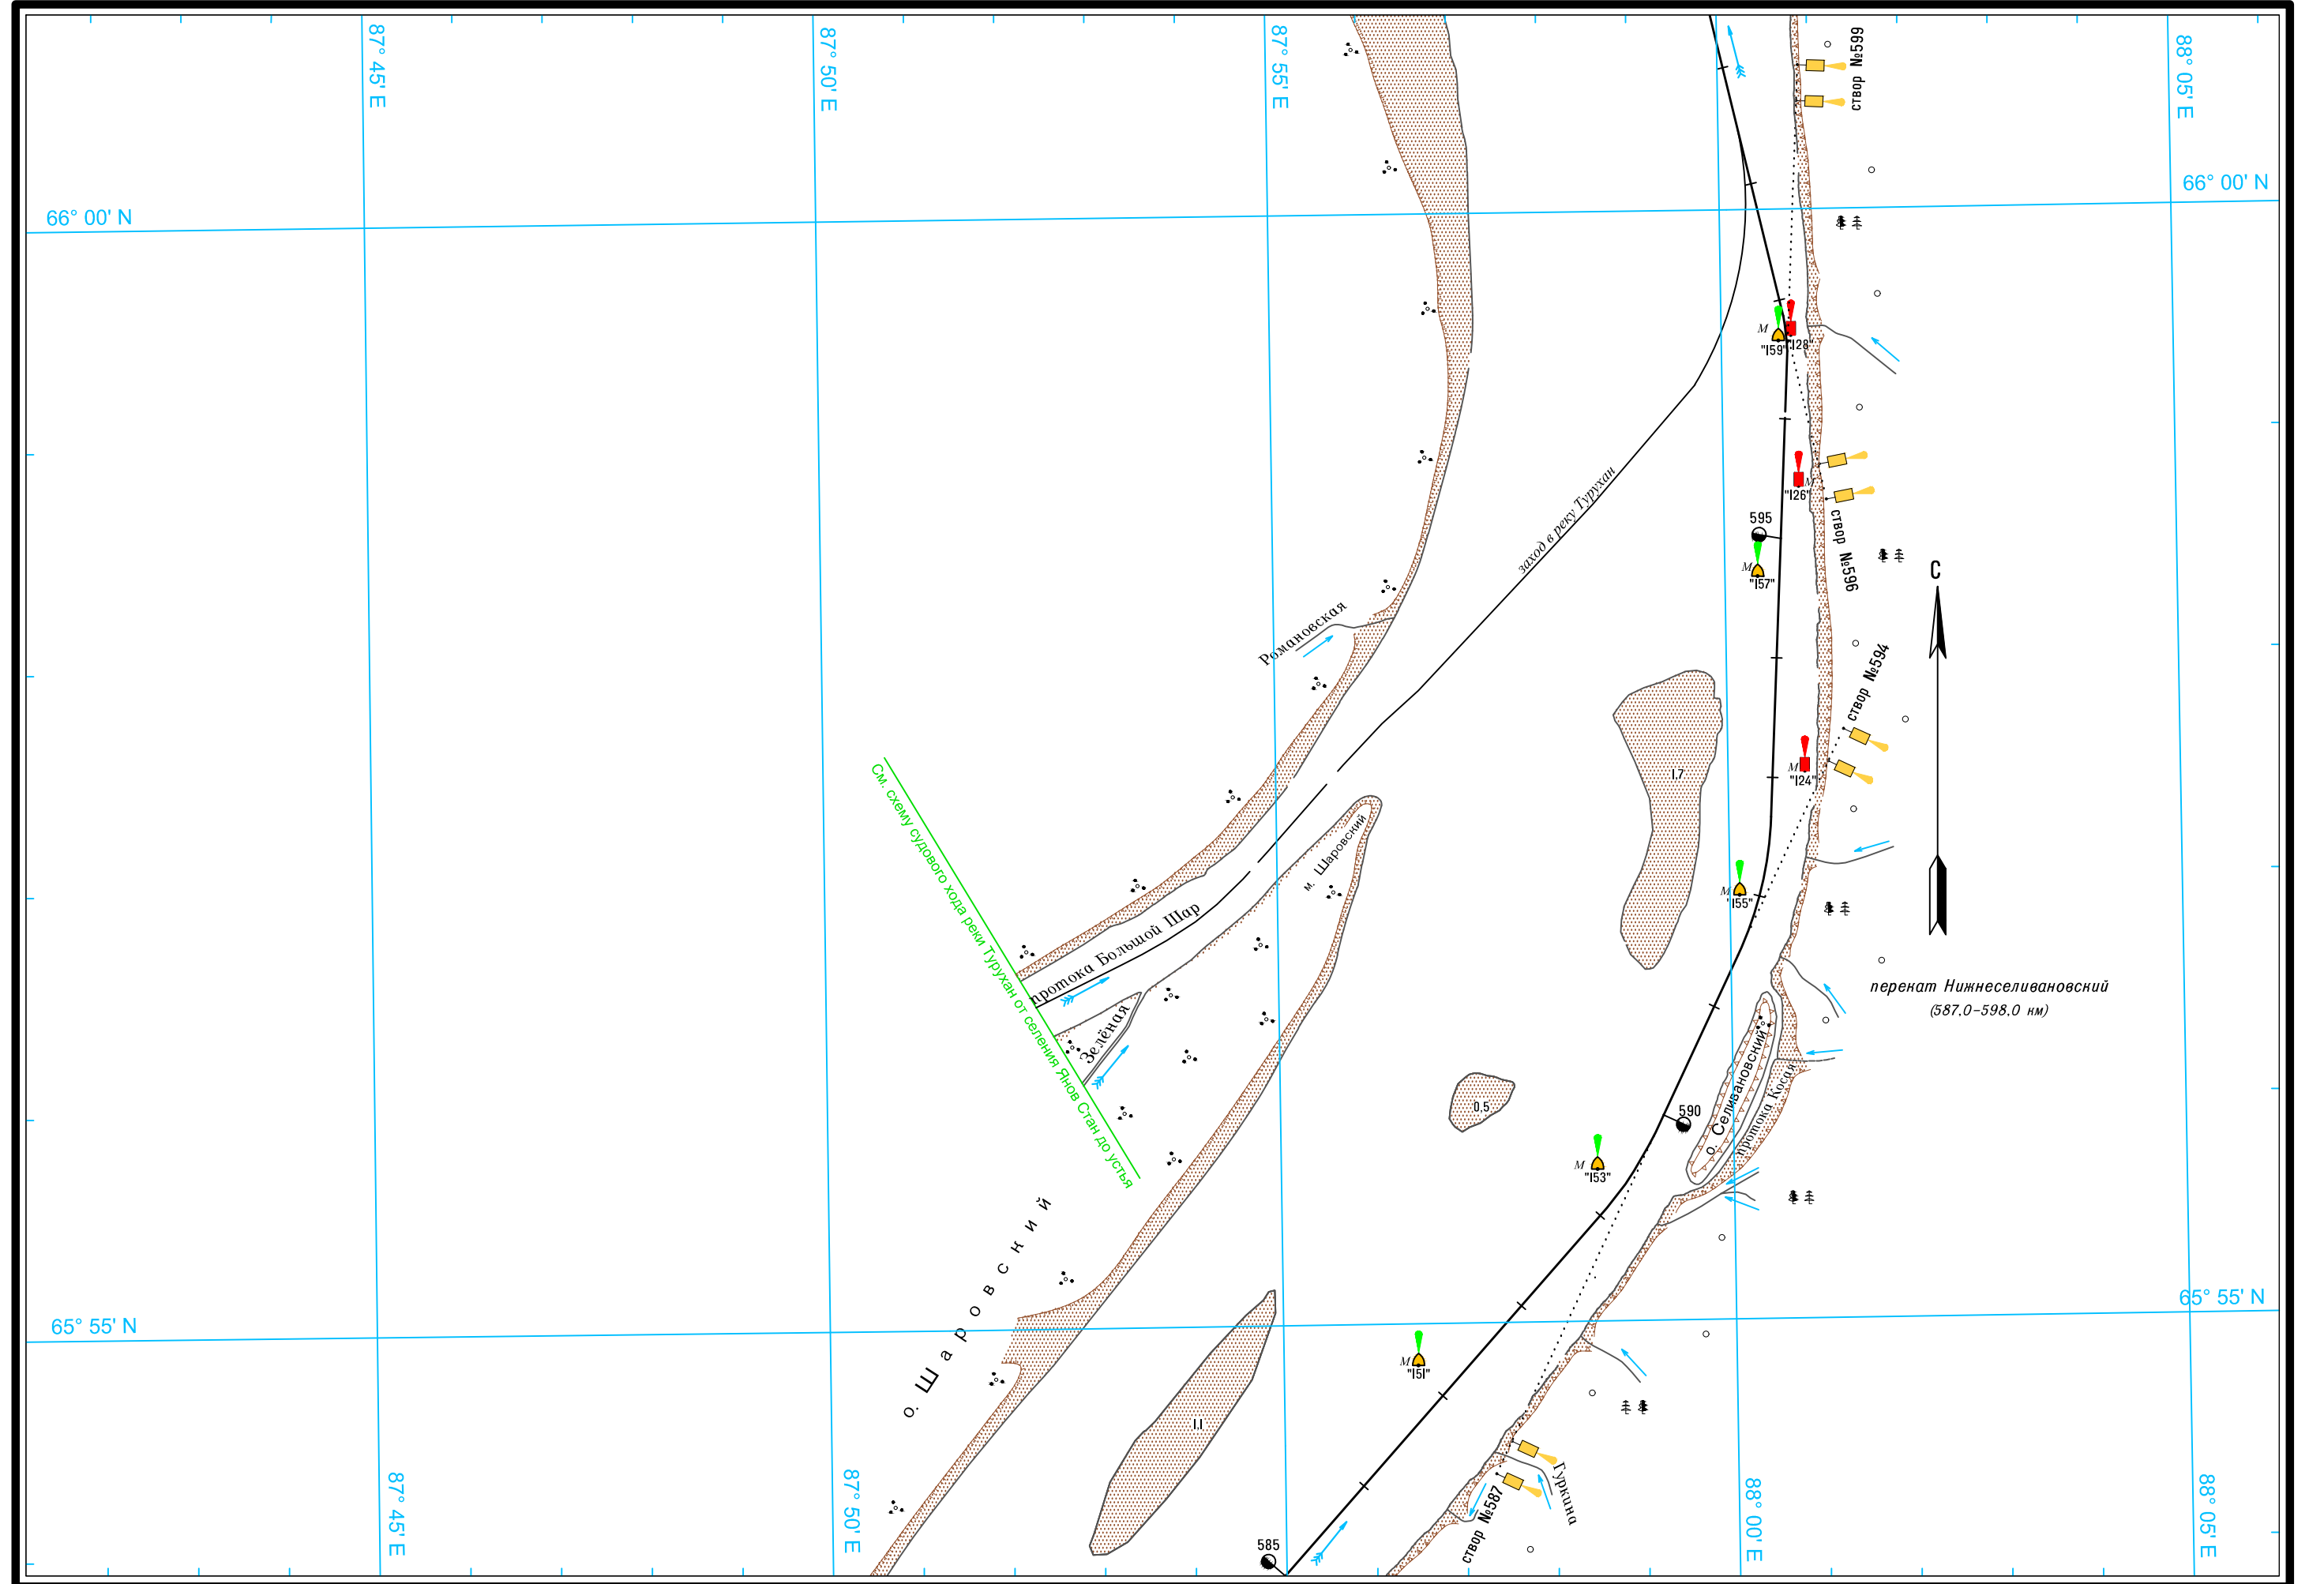 87° 45' E
87° 50' E
87° 55' E
88° 05' E
створ №599
66° 00' N
66° 00' N
М
"159"
"128"
заход в реку Турухан
"126"
М
595
М
"157"
створ №596
С
Романовская
створ №594
1.7
М
"124"
См. схему судового хода реки Турухан от селения Янов Стан до устья
м. Шаровский
М
"155"
протока Большой Шар
перекат Нижнеселивановский
(587,0-598,0 км)
Зелёная
о. Селивановский
протока Косая
0,5
590
М
"153"
о. Шаровский
65° 55' N
65° 55' N
М
"151"
1.1
Гуркина
створ №587
585
87° 45' E
87° 50' E
88° 00' E
88° 05' E